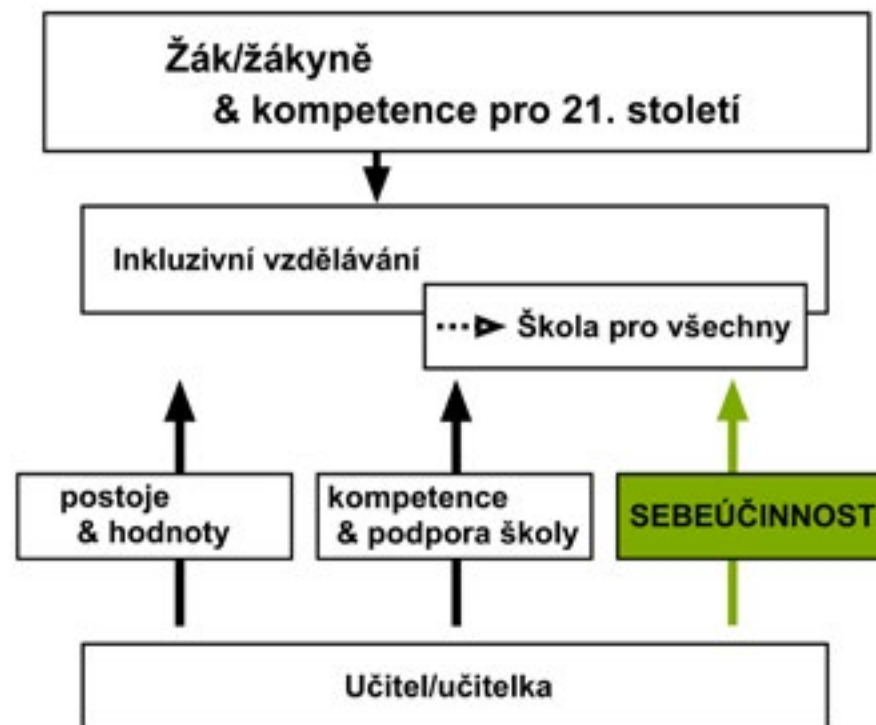 Žák/žákyně
& kompetence pro 21. století
Inkluzivní vzdělávání
Škola pro všechny
postoje
& hodnoty
kompetence
& podpora školy
SEBEÚČINNOST
Učitel/učitelka